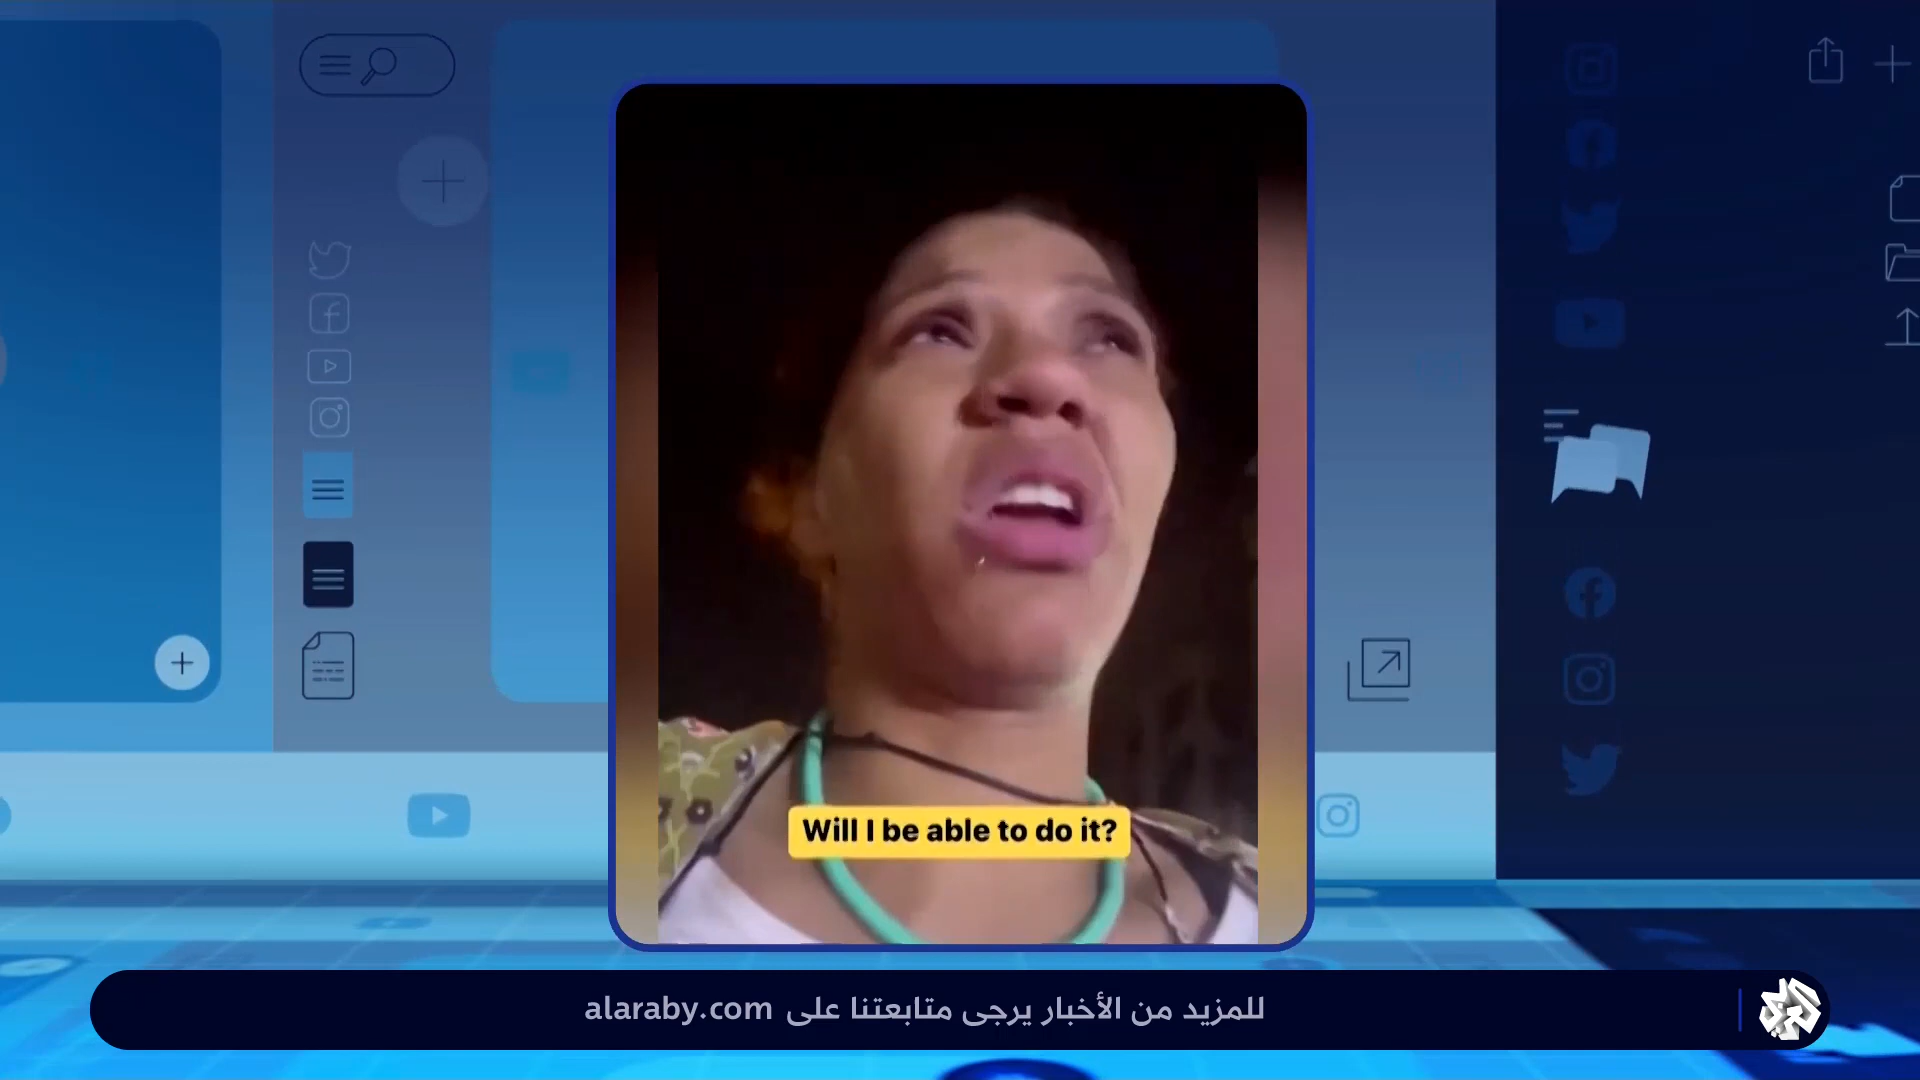 Will I be able to do it?
للمزيد من الأخبار يرجى متابعتنا على alaraby.com